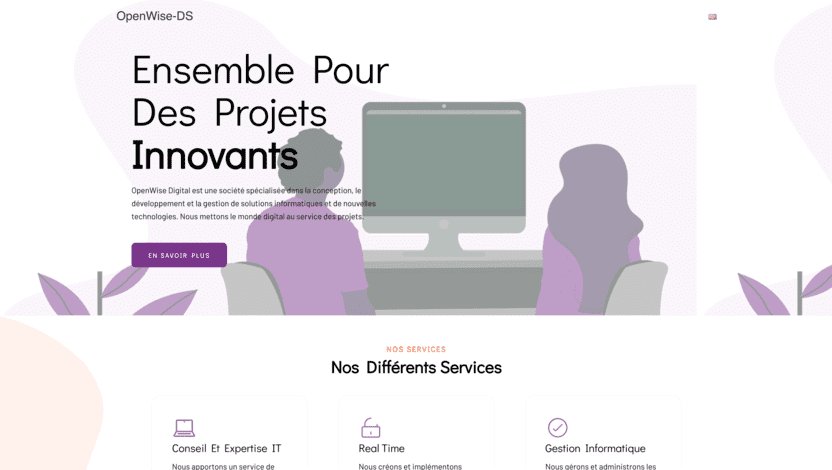 OpenWise-DS
Ensemble Pour
Des Projets
Innovants
OpenWise Digital est une société spécialisée dans la conception, le
développement et la gestion de solutions informatiques et de nouvelles
technologies. Nous mettons le monde digital au service des projets.
EN SAVOIR PLUS
NOS SERVICES
Nos Différents Services
Conseil Et Expertise IT
Real Time
Gestion Informatique
Nous apportons un service de
Nous créons et implémentons
Nous gérons et administrons les